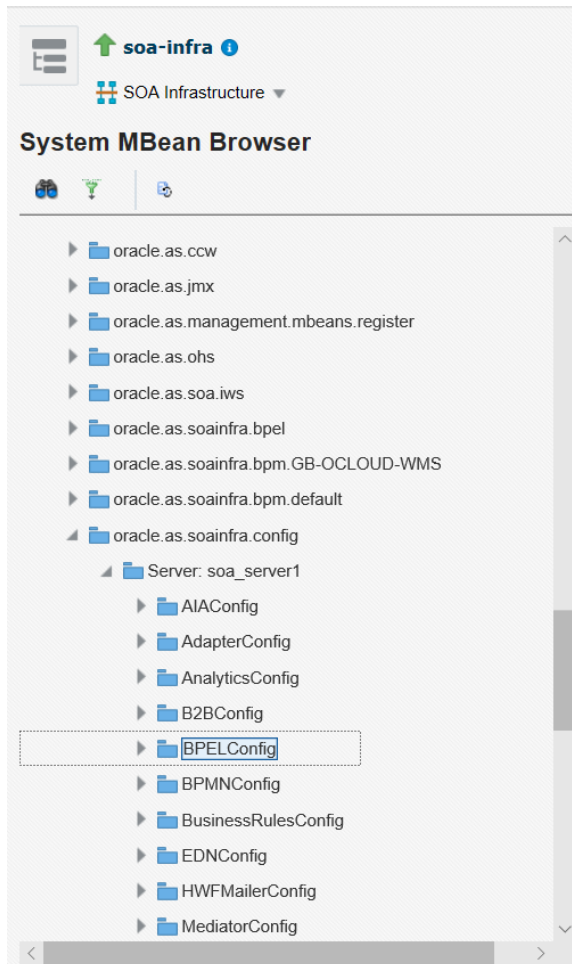 soa-infra
SOA Infrastructure
System MBean Browser
oracle.as.ccw
oracle.as.jmx
oracle.as.management.mbeans.register
oracle.as.ohs
oracle.as.soa.iws
oracle.as.soainfra.bpel
oracle.as.soainfra.bpm.GB-OCLOUD-WMS
oracle.as.soainfra.bpm.default
oracle.as.soainfra.config
Server: soa_server1
AIAConfig
AdapterConfig
AnalyticsConfig
B2BConfig
BPELConfig
BPMNConfig
BusinessRulesConfig
EDNConfig
HWFMailerConfig
MediatorConfig